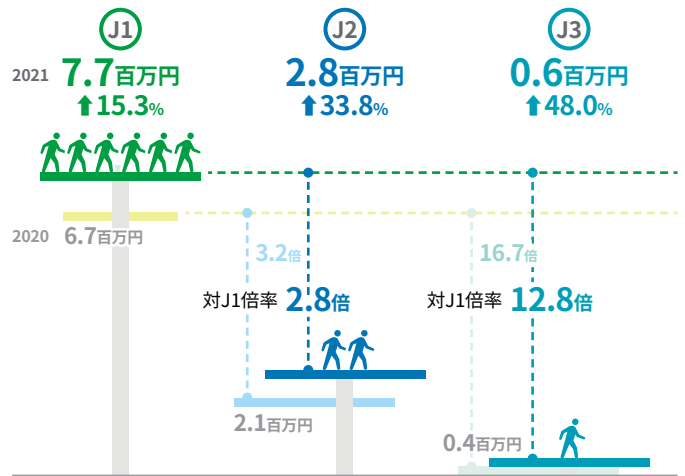 J1
J2
J3
2021
7.7百万円
2.8百万円
0.6百万円
⬆15.3%
⬆33.8%
⬆48.0%
2020
6.7百万円
3.2倍
16.7倍
対J1倍率 2.8倍
対J1倍率 12.8倍
2.1百万円
0.4百万円